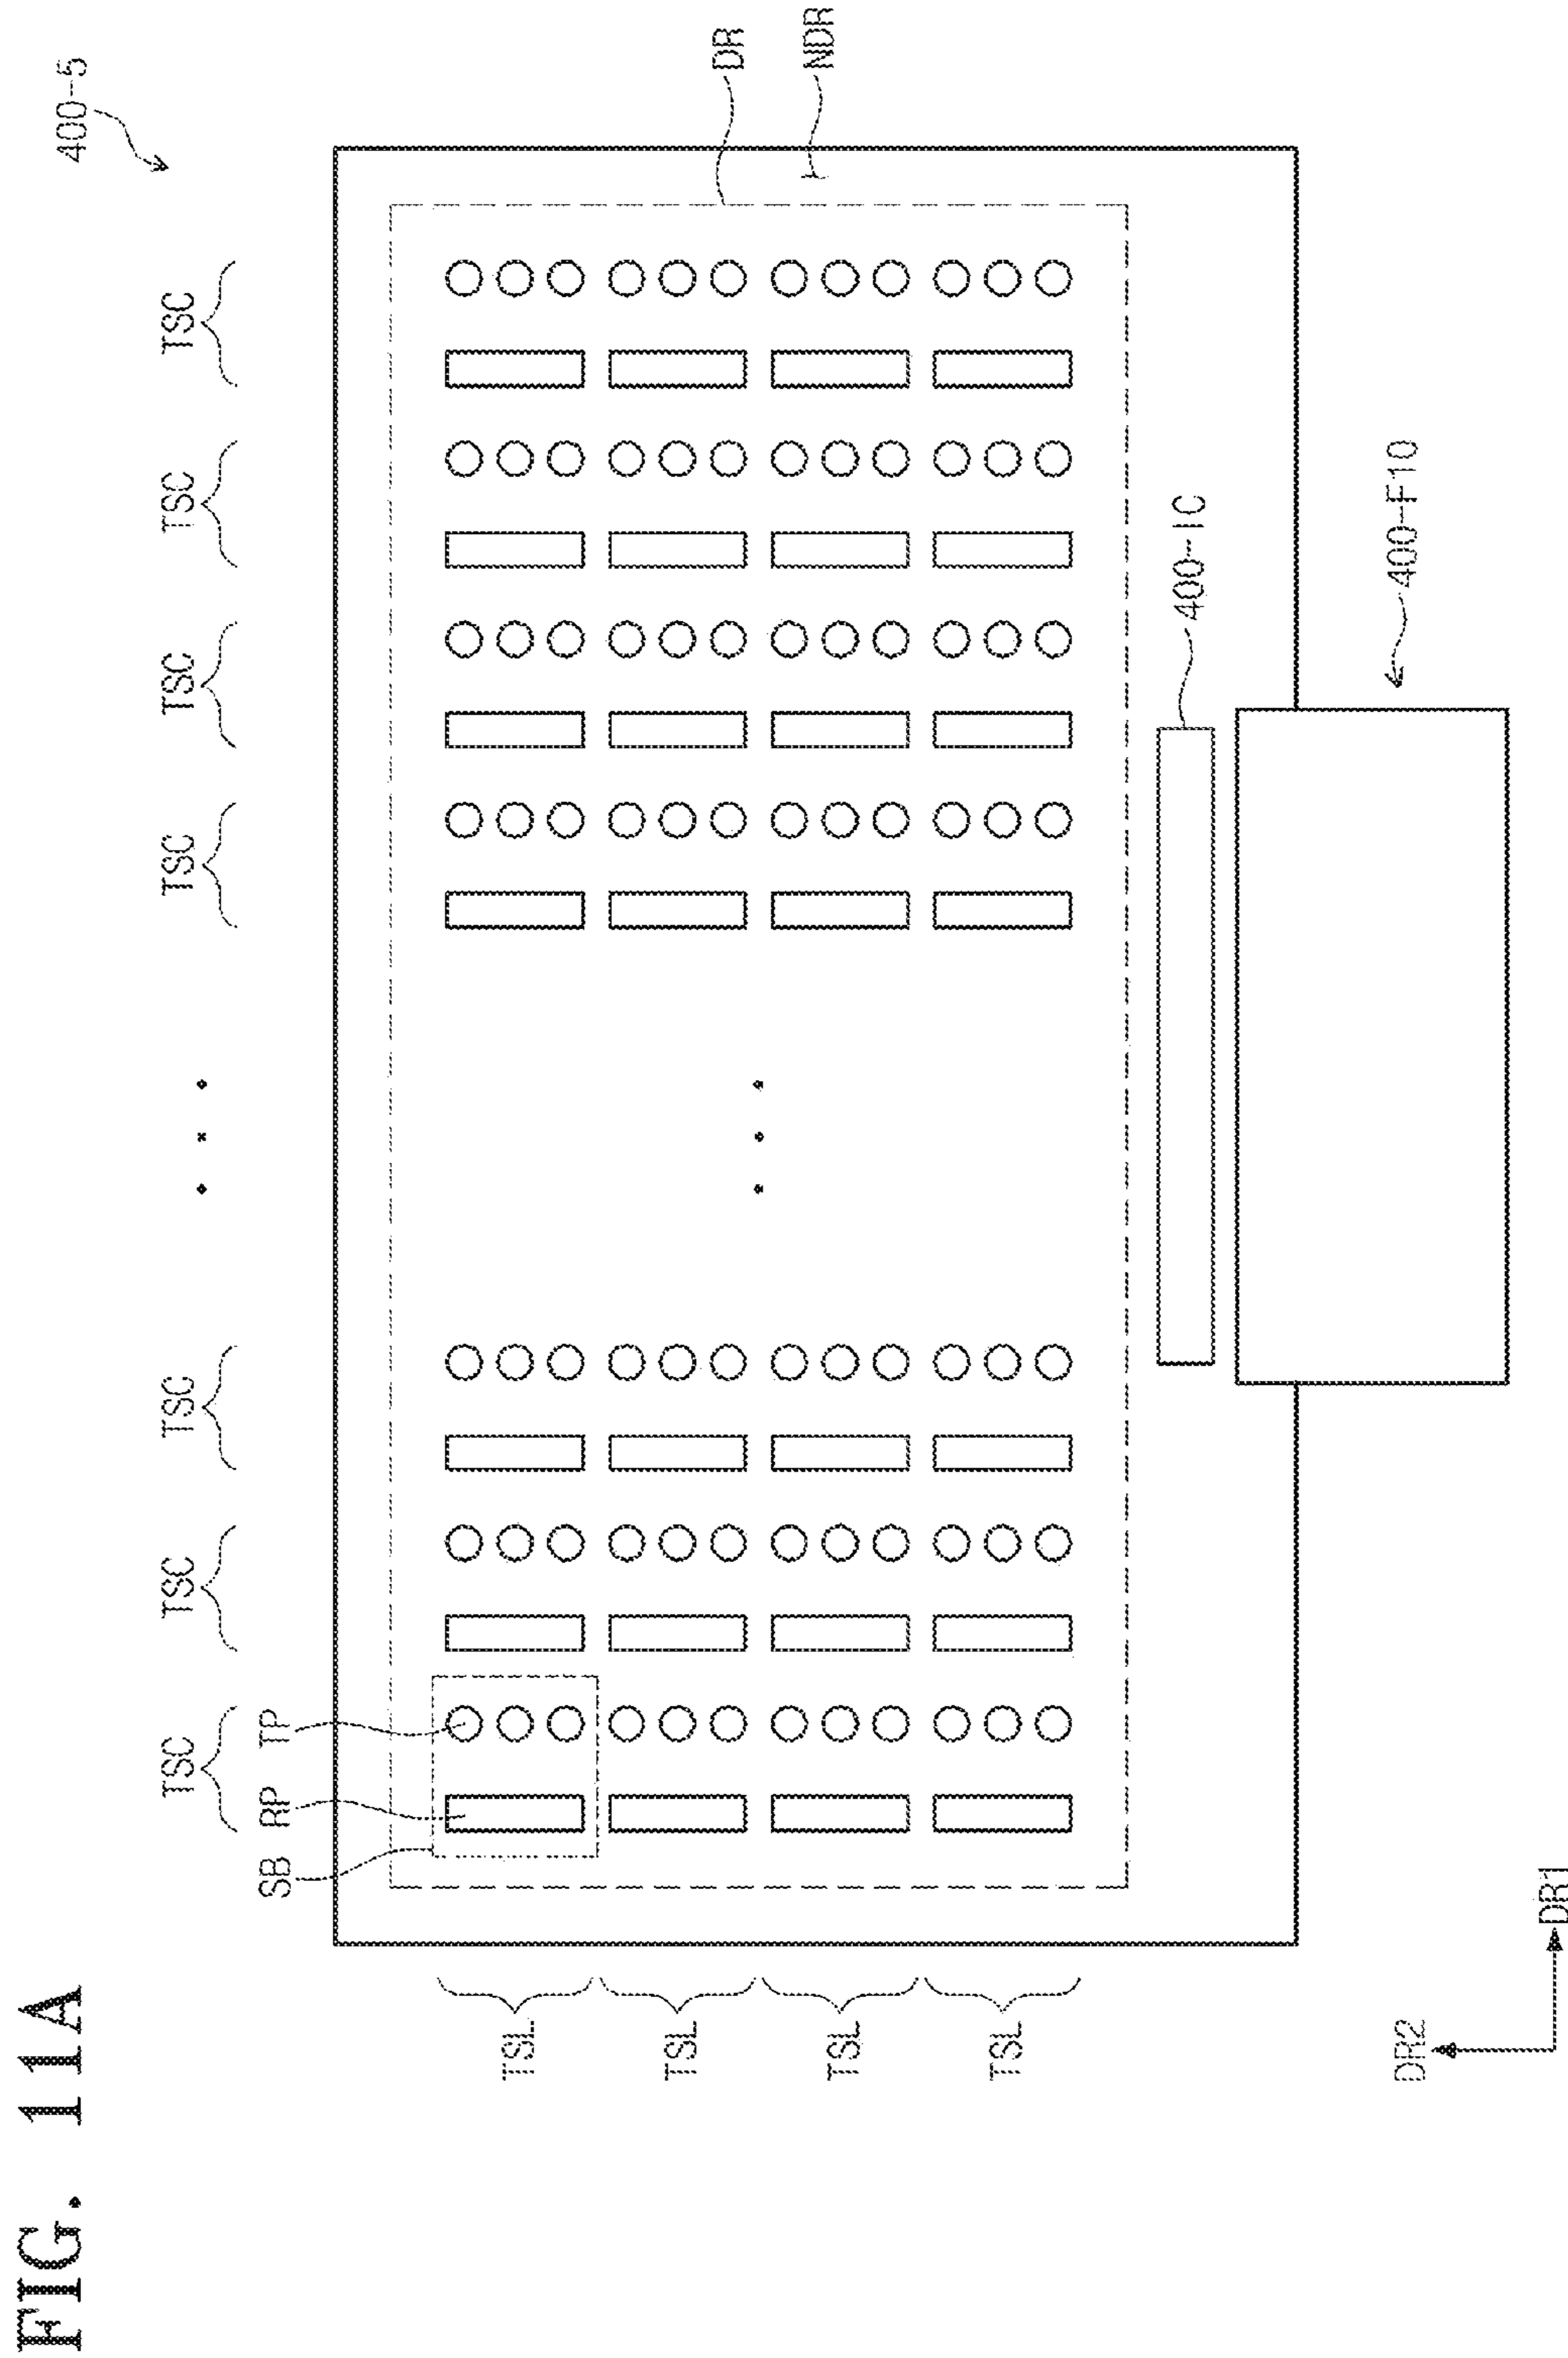 FIG. 11A
400-5
TSC TSC TSC TSC TSC TSC TSC
SB RP TP
TSL
TSL
DR
NDR
TSL
TSL
400-IC
400-F10
DR2
DR1